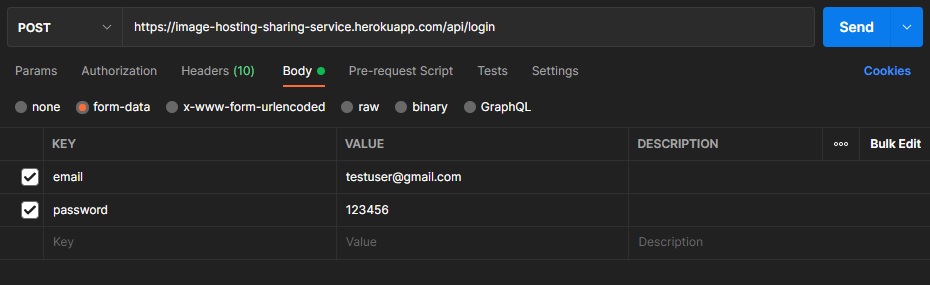 POST https://image-hosting-sharing-service.herokuapp.com/api/login Send
Params Authorization Headers (10) Body Pre-request Script Tests Settings Cookies
none form-data x-www-form-urlencoded raw binary GraphQL
KEY VALUE DESCRIPTION ooo Bulk Edit
email testuser@gmail.com
password 123456
Key Value Description